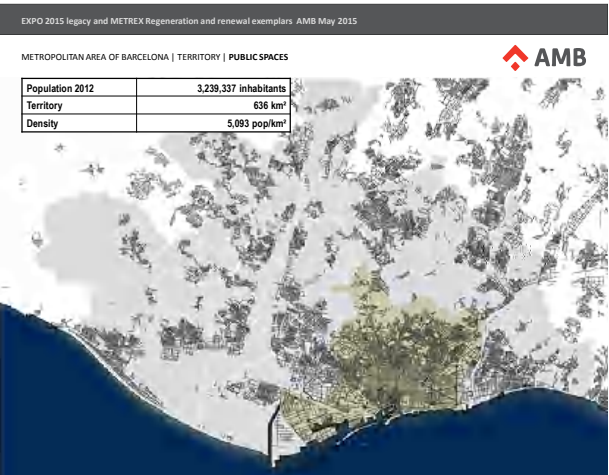 EXPO 2015 legacy and METREX Regeneration and renewal exemplars AMB May 2015
METROPOLITAN AREA OF BARCELONA | TERRITORY | PUBLIC SPACES
AMB
Population 2012 3,239,337 inhabitants
Territory 636 km²
Density 5,093 pop/km²